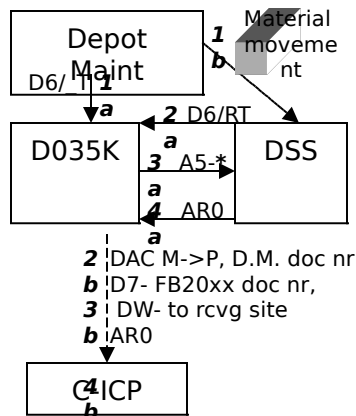 Depot
Maint
1
b
Material
moveme
nt
D6/_T
1
a
D035K
2 D6/RT
a
3 A5-*
a
4 AR0
a
DSS
2 DAC M->P, D.M. doc nr
b D7- FB20xx doc nr,
3 DW- to rcvg site
b AR0
C-ICP
4
b